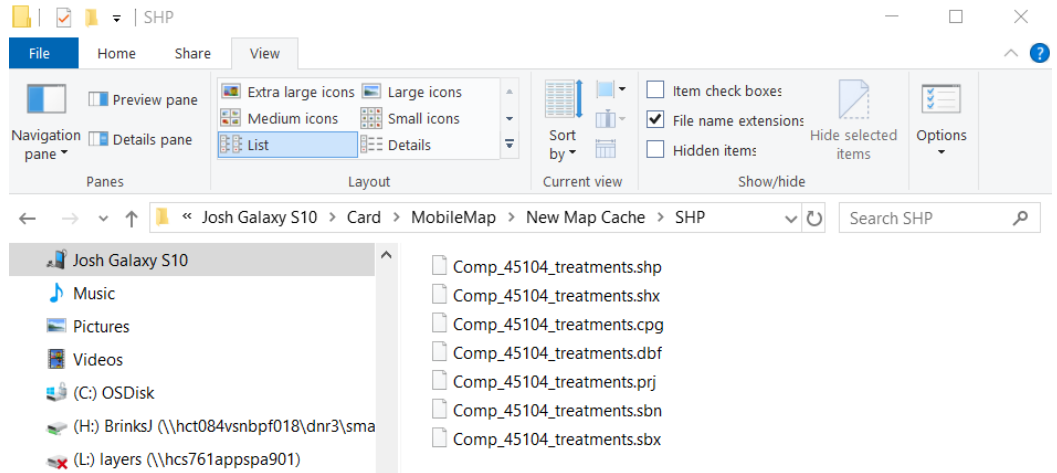 SHP
File Home Share View
Preview pane
Details pane
Navigation pane
Panes
Extra large icons Large icons
Medium icons Small icons
List Details
Layout
Sort by
Current view
Item check boxes
File name extensions
Hidden items
Hide selected items
Show/hide
Options
« Josh Galaxy S10 > Card > MobileMap > New Map Cache > SHP
Search SHP
Josh Galaxy S10
Music
Pictures
Videos
(C:) OSDisk
(H:) BrinksJ (\\hct084vsnbpf018\dnr3\sma
(L:) layers (\\hcs761appspa901)
Comp_45104_treatments.shp
Comp_45104_treatments.shx
Comp_45104_treatments.cpg
Comp_45104_treatments.dbf
Comp_45104_treatments.prj
Comp_45104_treatments.sbn
Comp_45104_treatments.sbx